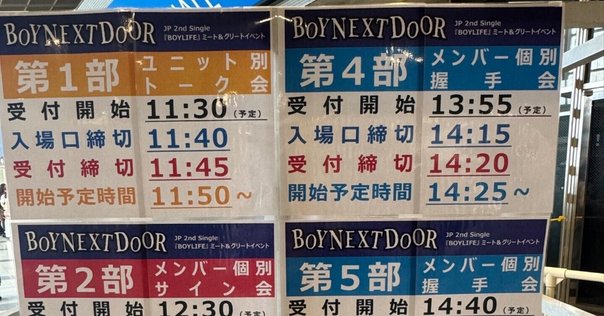 BOYNEXTDOOR
JP 2nd Single
『BOYLIFE』ミート&グリートイベント
第1部
ユニット別
トーク会
受付開始 11:30 (予定)
入場口締切 11:40
受付締切 11:45
開始予定時間 11:50~
BOYNEXTDOOR
JP 2nd Single
『BOYLIFE』ミート&グリートイベント
第4部
メンバー個別
握手会
受付開始 13:55 (予定)
入場口締切 14:15
受付締切 14:20
開始予定時間 14:25~
BOYNEXTDOOR
JP 2nd Single
『BOYLIFE』ミート&グリートイベント
第2部
メンバー個別
サイン会
受付開始 12:30 (予定)
BOYNEXTDOOR
JP 2nd Single
『BOYLIFE』ミート&グリートイベント
第5部
メンバー個別
握手会
受付開始 14:40 (予定)